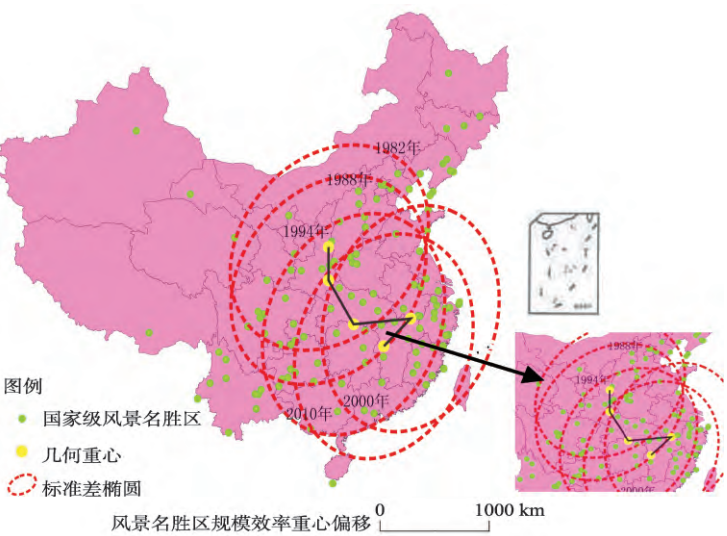 1982年
1988年
1994年
2000年
2010年
图例
国家级风景名胜区
几何重心
标准差椭圆
风景名胜区规模效率重心偏移
0 1000 km
1988年
1994年
2000年